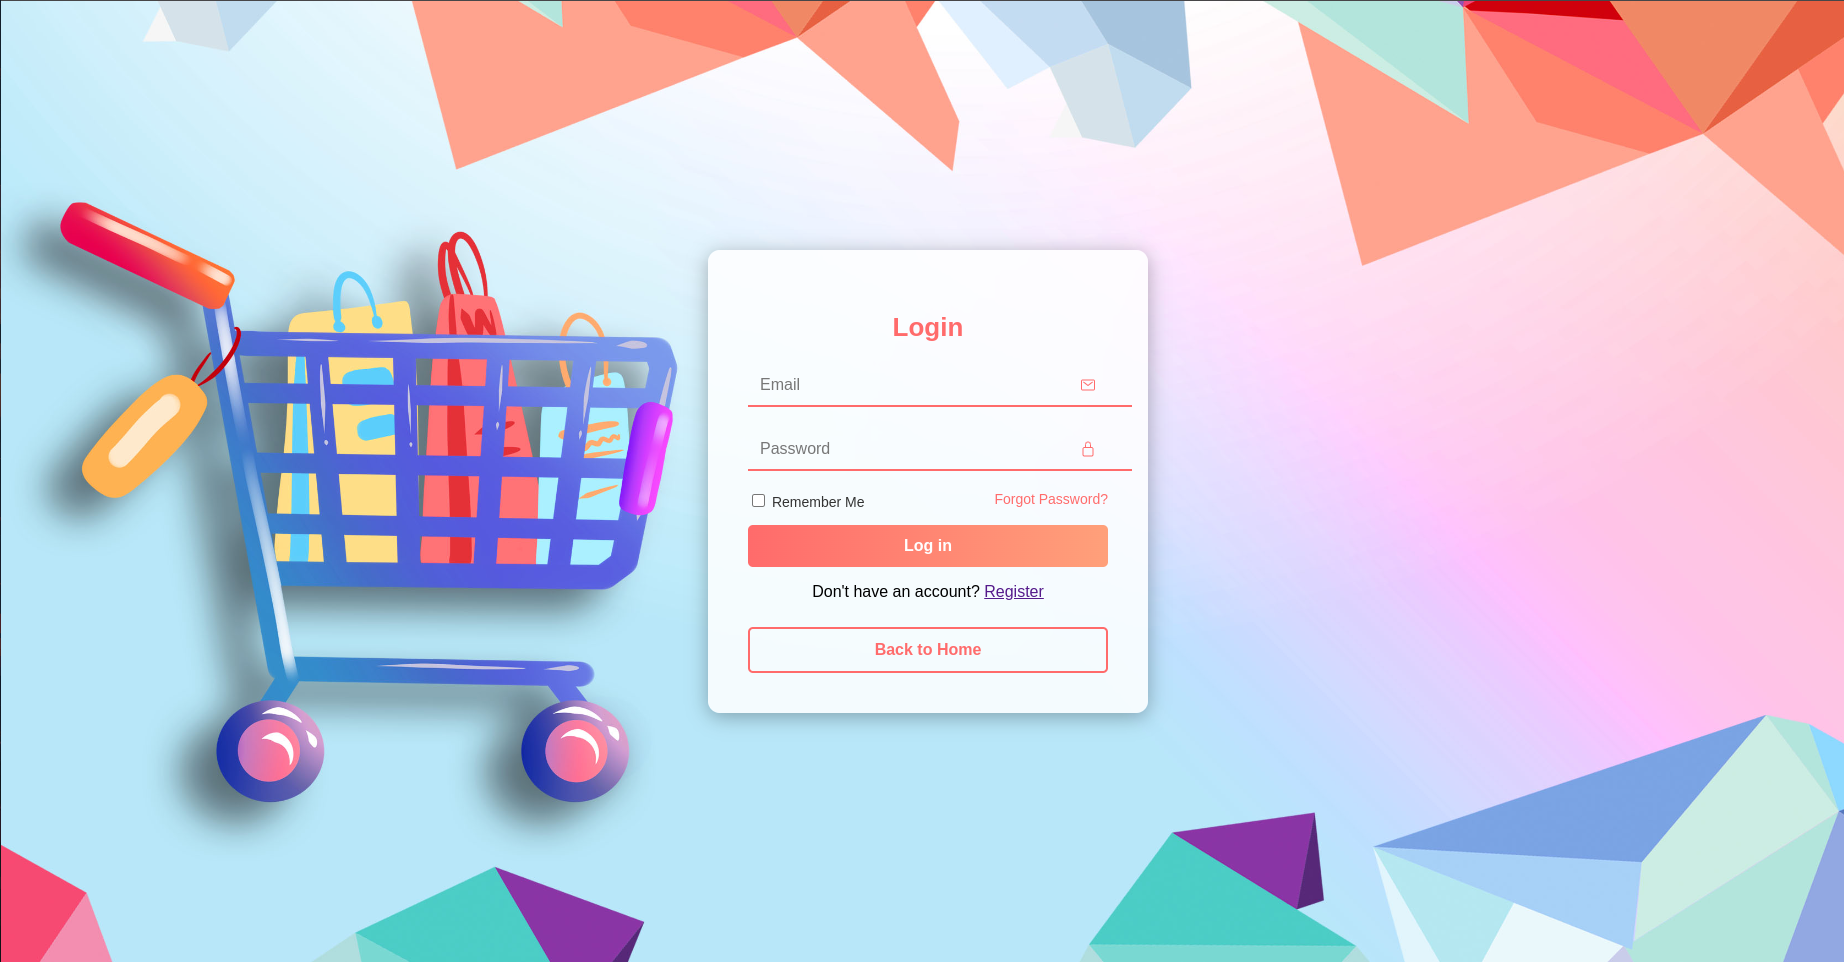 Login
Email
Password
Remember Me
Forgot Password?
Log in
Don't have an account? Register
Back to Home